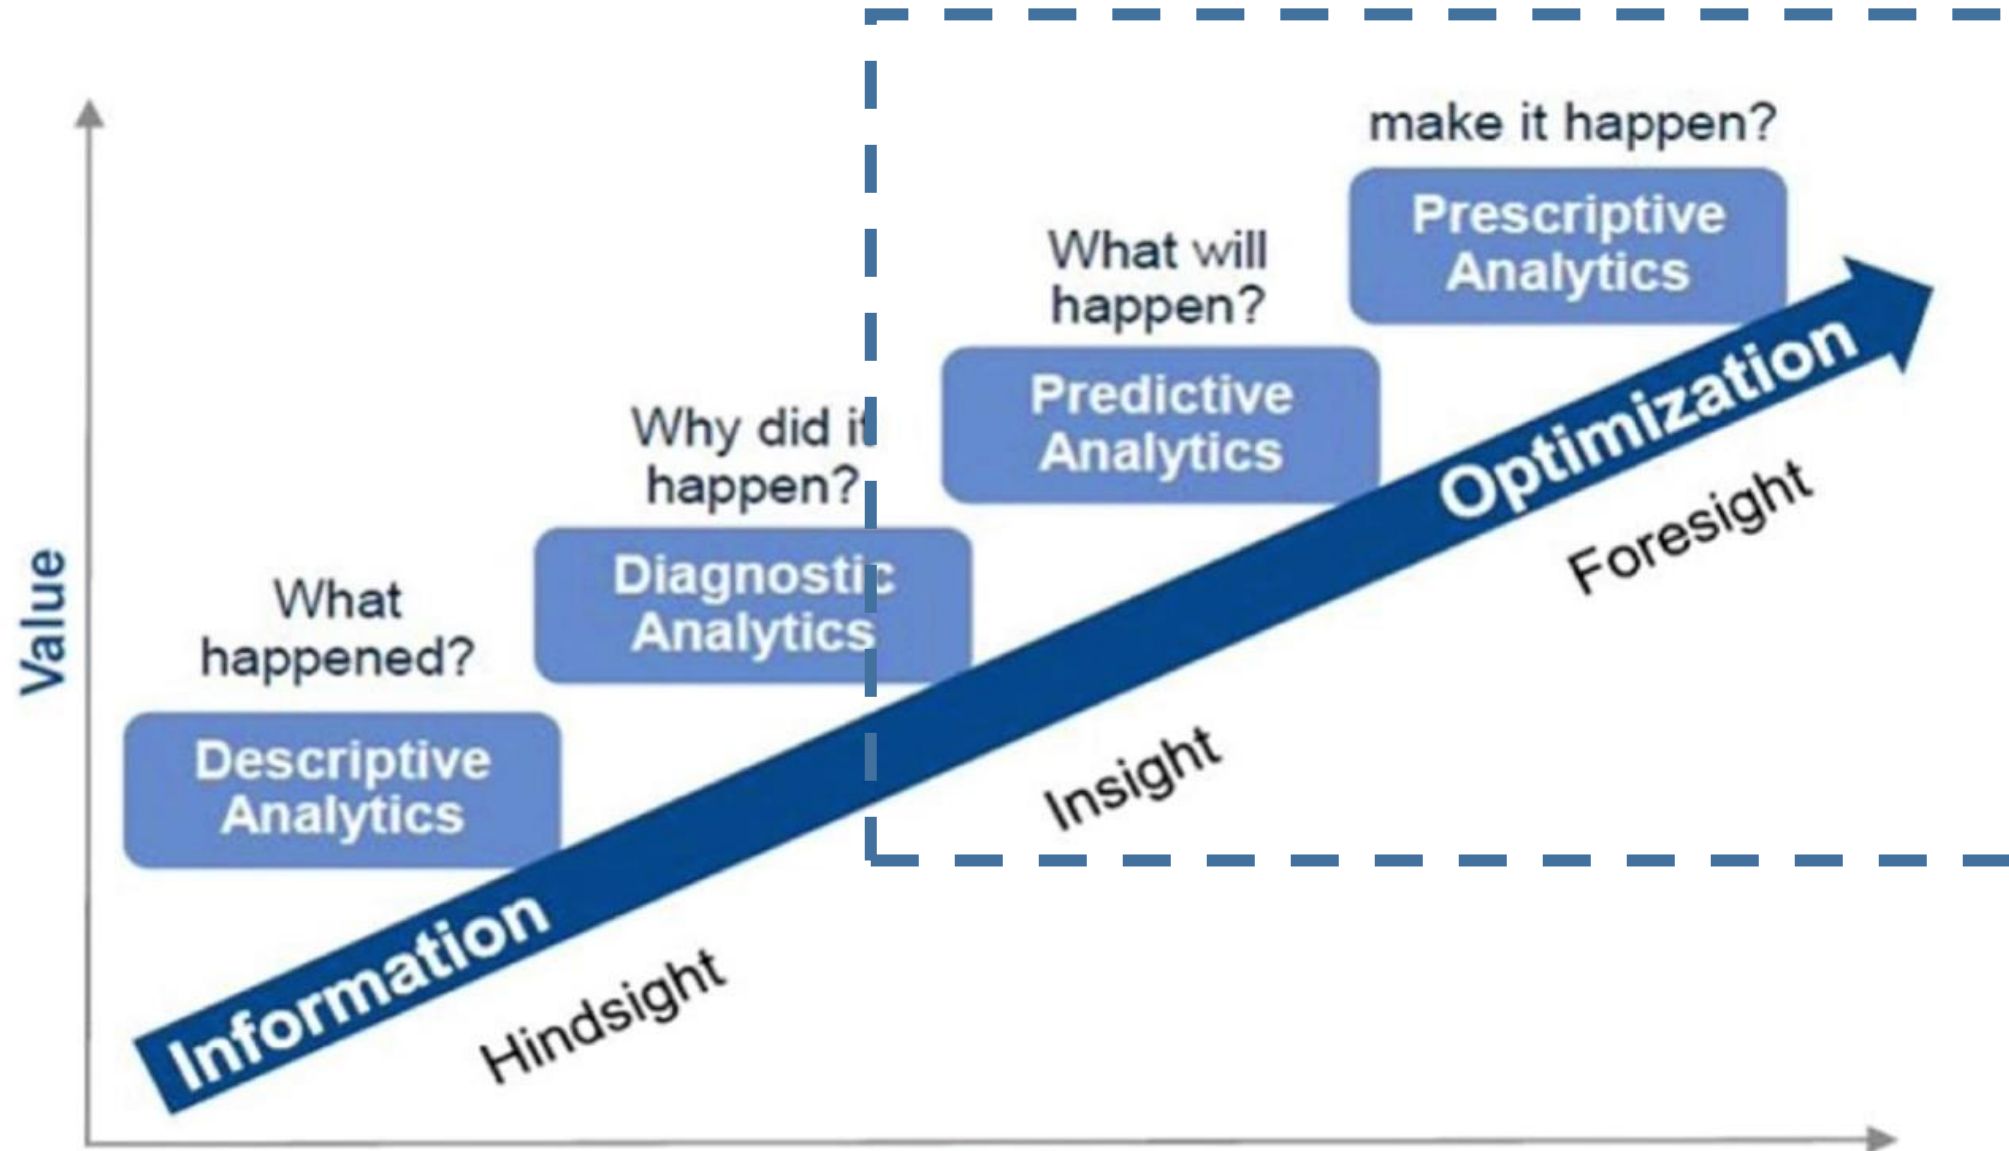 make it happen?
Prescriptive
Analytics
What will
happen?
Predictive
Analytics
Why did it
happen?
Diagnostic
Analytics
What
happened?
Descriptive
Analytics
Value
Optimization
Foresight
Insight
Information
Hindsight